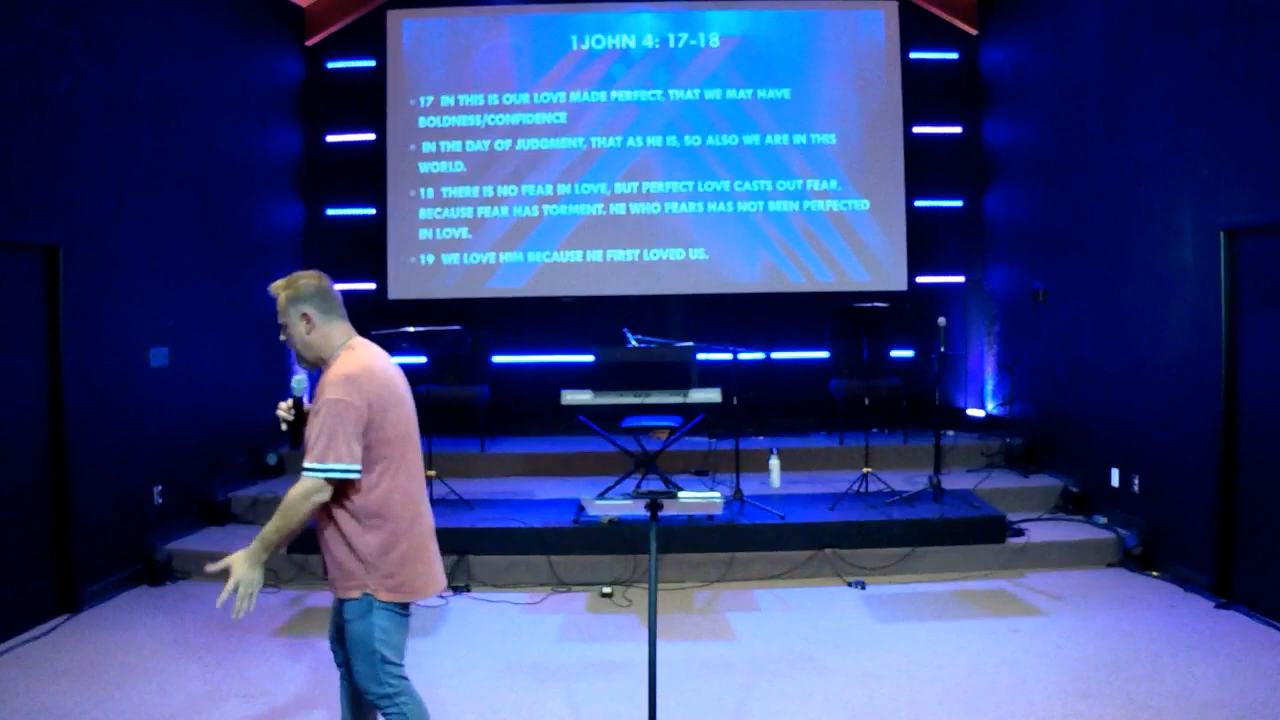 1JOHN 4: 17-18
17 IN THIS IS OUR LOVE MADE PERFECT, THAT WE MAY HAVE
BOLDNESS/CONFIDENCE
IN THE DAY OF JUDGMENT, THAT AS HE IS, SO ALSO WE ARE IN THIS
WORLD.
18 THERE IS NO FEAR IN LOVE, BUT PERFECT LOVE CASTS OUT FEAR,
BECAUSE FEAR HAS TORMENT. HE WHO FEARS HAS NOT BEEN PERFECTED
IN LOVE.
19 WE LOVE HIM BECAUSE HE FIRST LOVED US.